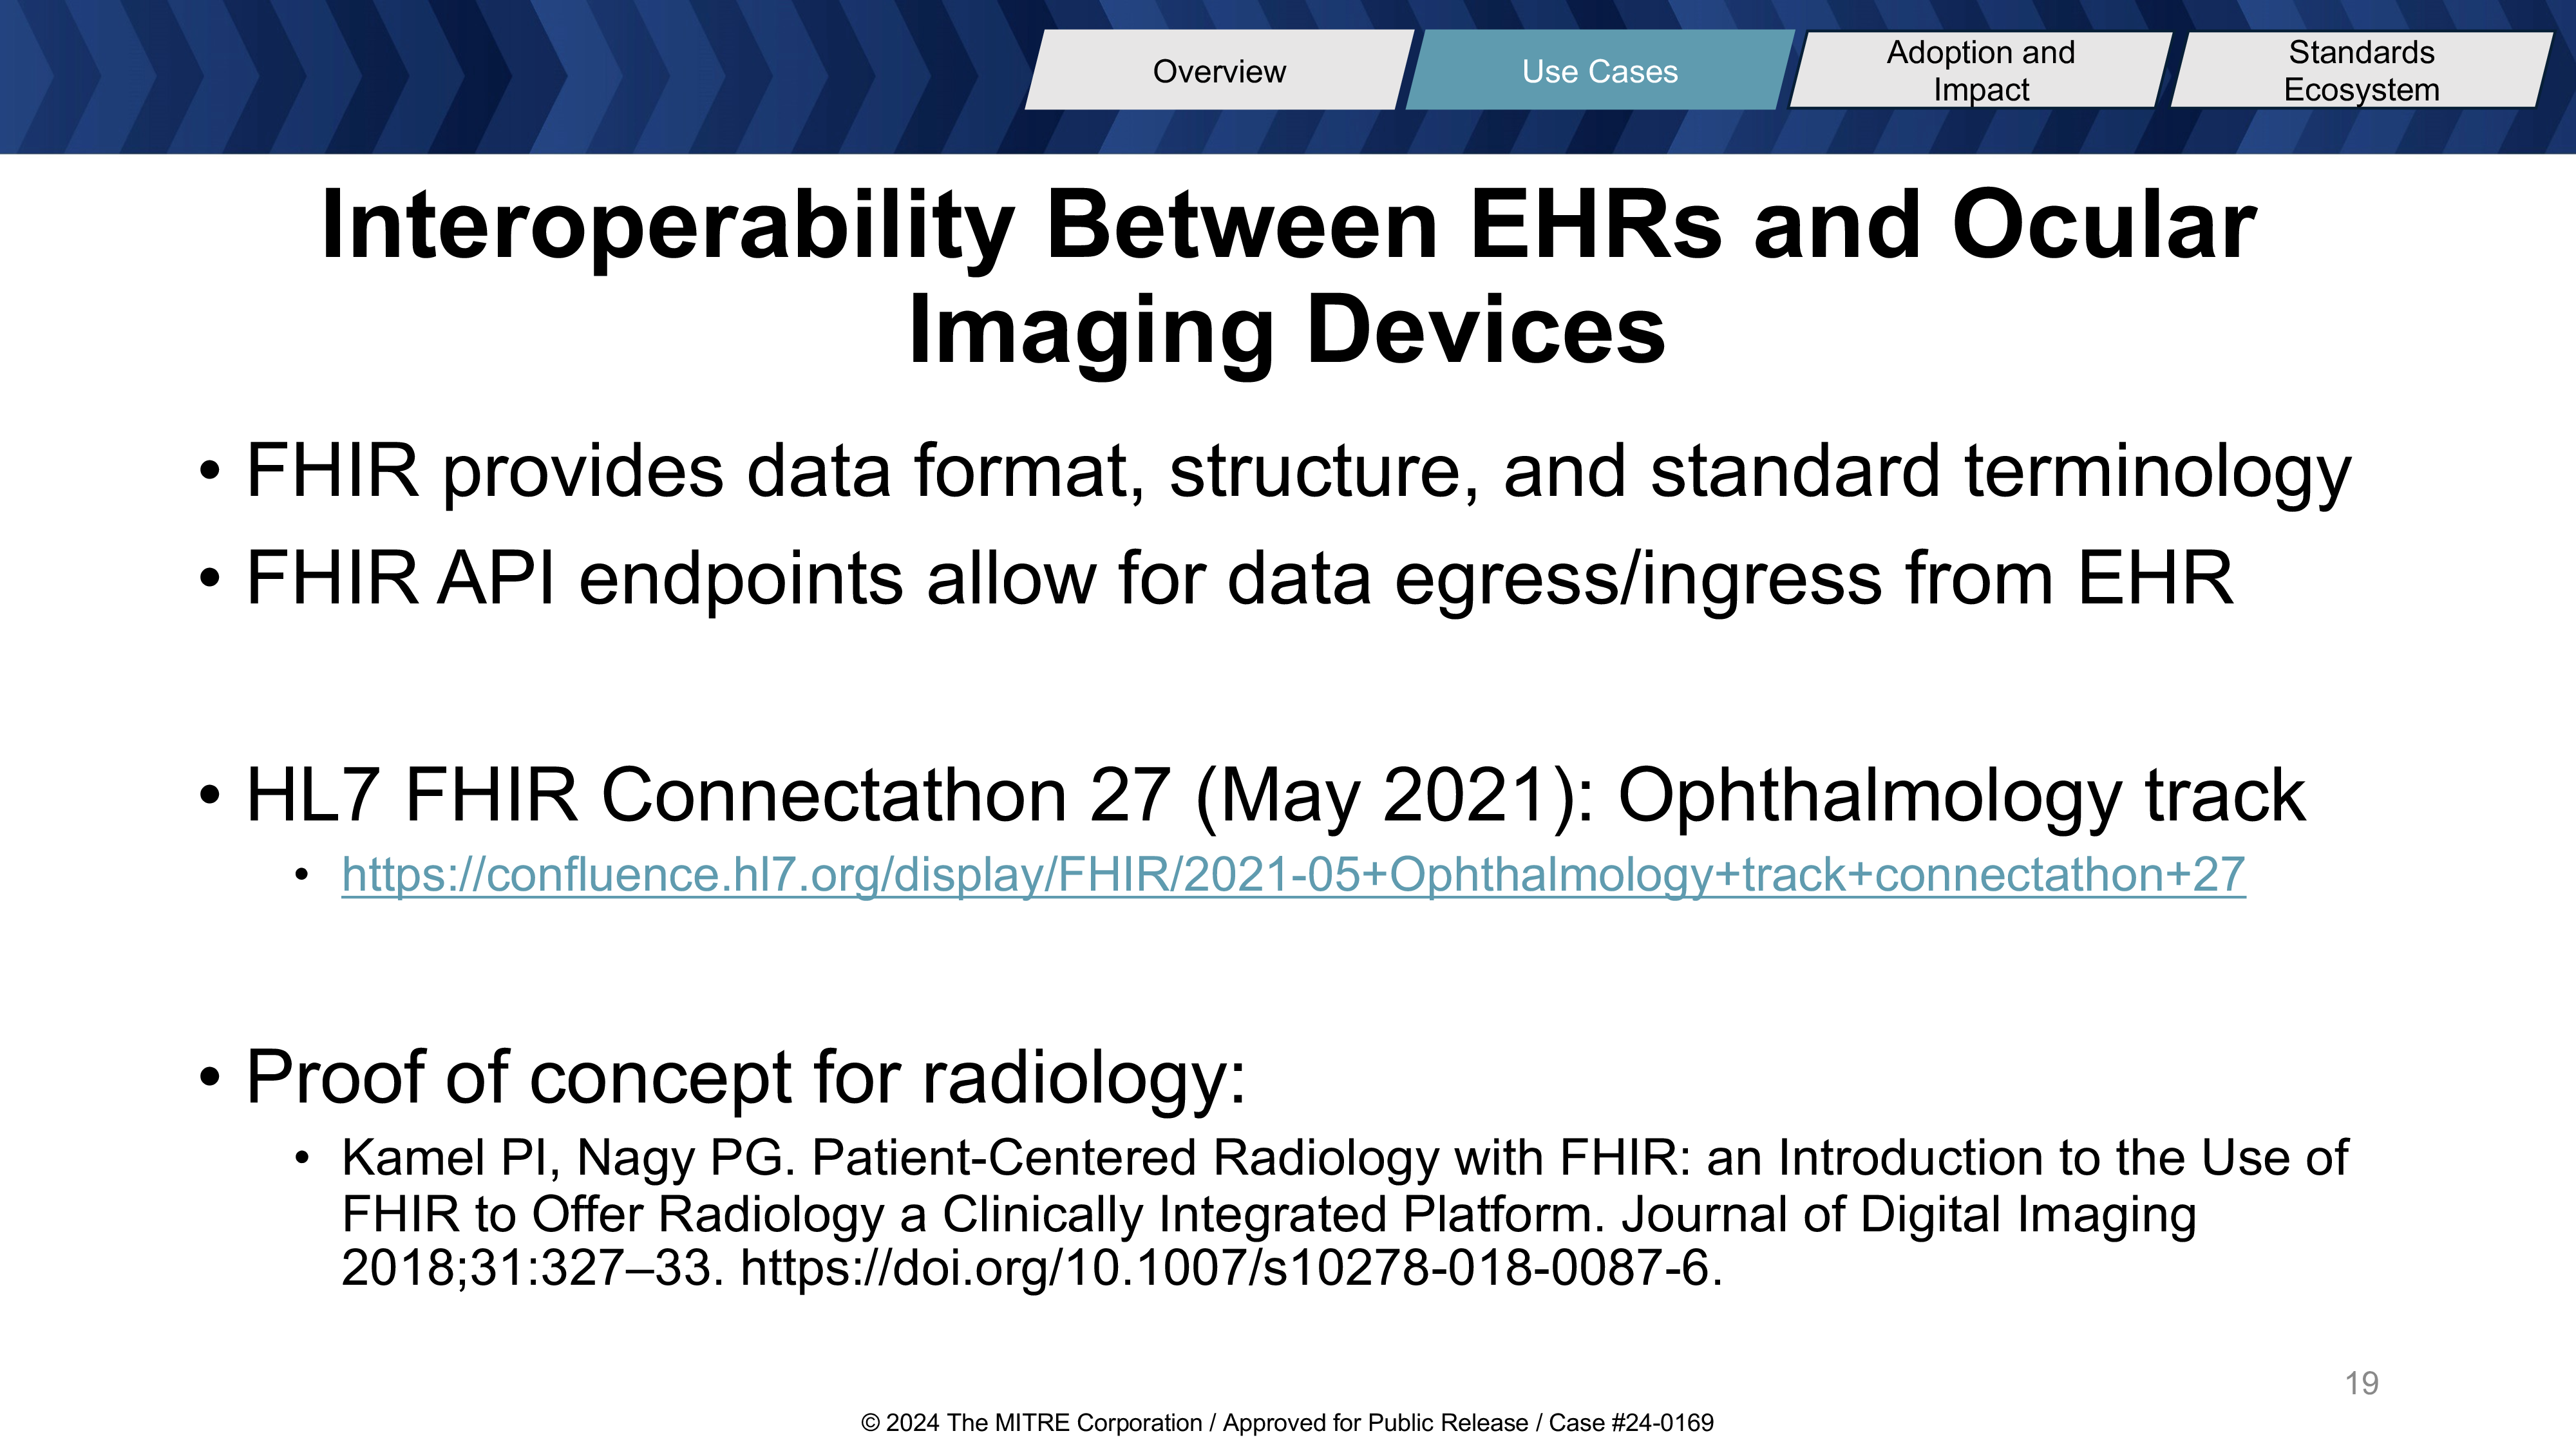 Overview
Use Cases
Adoption and
Impact
Standards
Ecosystem
Interoperability Between EHRs and Ocular
Imaging Devices
• FHIR provides data format, structure, and standard terminology
• FHIR API endpoints allow for data egress/ingress from EHR
• HL7 FHIR Connectathon 27 (May 2021): Ophthalmology track
• https://confluence.hl7.org/display/FHIR/2021-05+Ophthalmology+track+connectathon+27
• Proof of concept for radiology:
• Kamel PI, Nagy PG. Patient-Centered Radiology with FHIR: an Introduction to the Use of
FHIR to Offer Radiology a Clinically Integrated Platform. Journal of Digital Imaging
2018;31:327–33. https://doi.org/10.1007/s10278-018-0087-6.
19
© 2024 The MITRE Corporation / Approved for Public Release / Case #24-0169